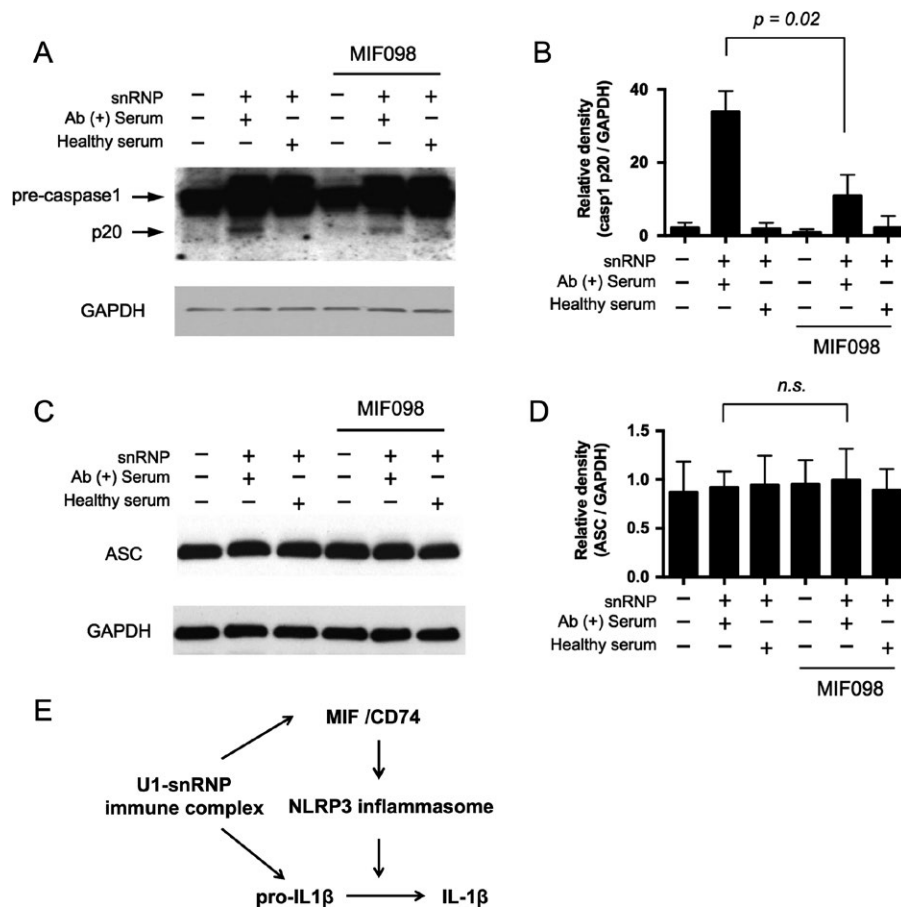 A
MIF098
snRNP − + + − + +
Ab (+) Serum − + − − + −
Healthy serum − − + − − +
pre-caspase1
p20
GAPDH
B
p = 0.02
Relative density
(casp1 p20 / GAPDH)
40
20
0
snRNP − + + − + +
Ab (+) Serum − + − − + −
Healthy serum − − + − − +
MIF098
C
MIF098
snRNP − + + − + +
Ab (+) Serum − + − − + −
Healthy serum − − + − − +
ASC
GAPDH
D
n.s.
Relative density
(ASC / GAPDH)
1.5
1.0
0.5
0.0
snRNP − + + − + +
Ab (+) Serum − + − − + −
Healthy serum − − + − − +
MIF098
E
MIF /CD74
U1-snRNP
immune complex
NLRP3 inflammasome
pro-IL1β
IL-1β